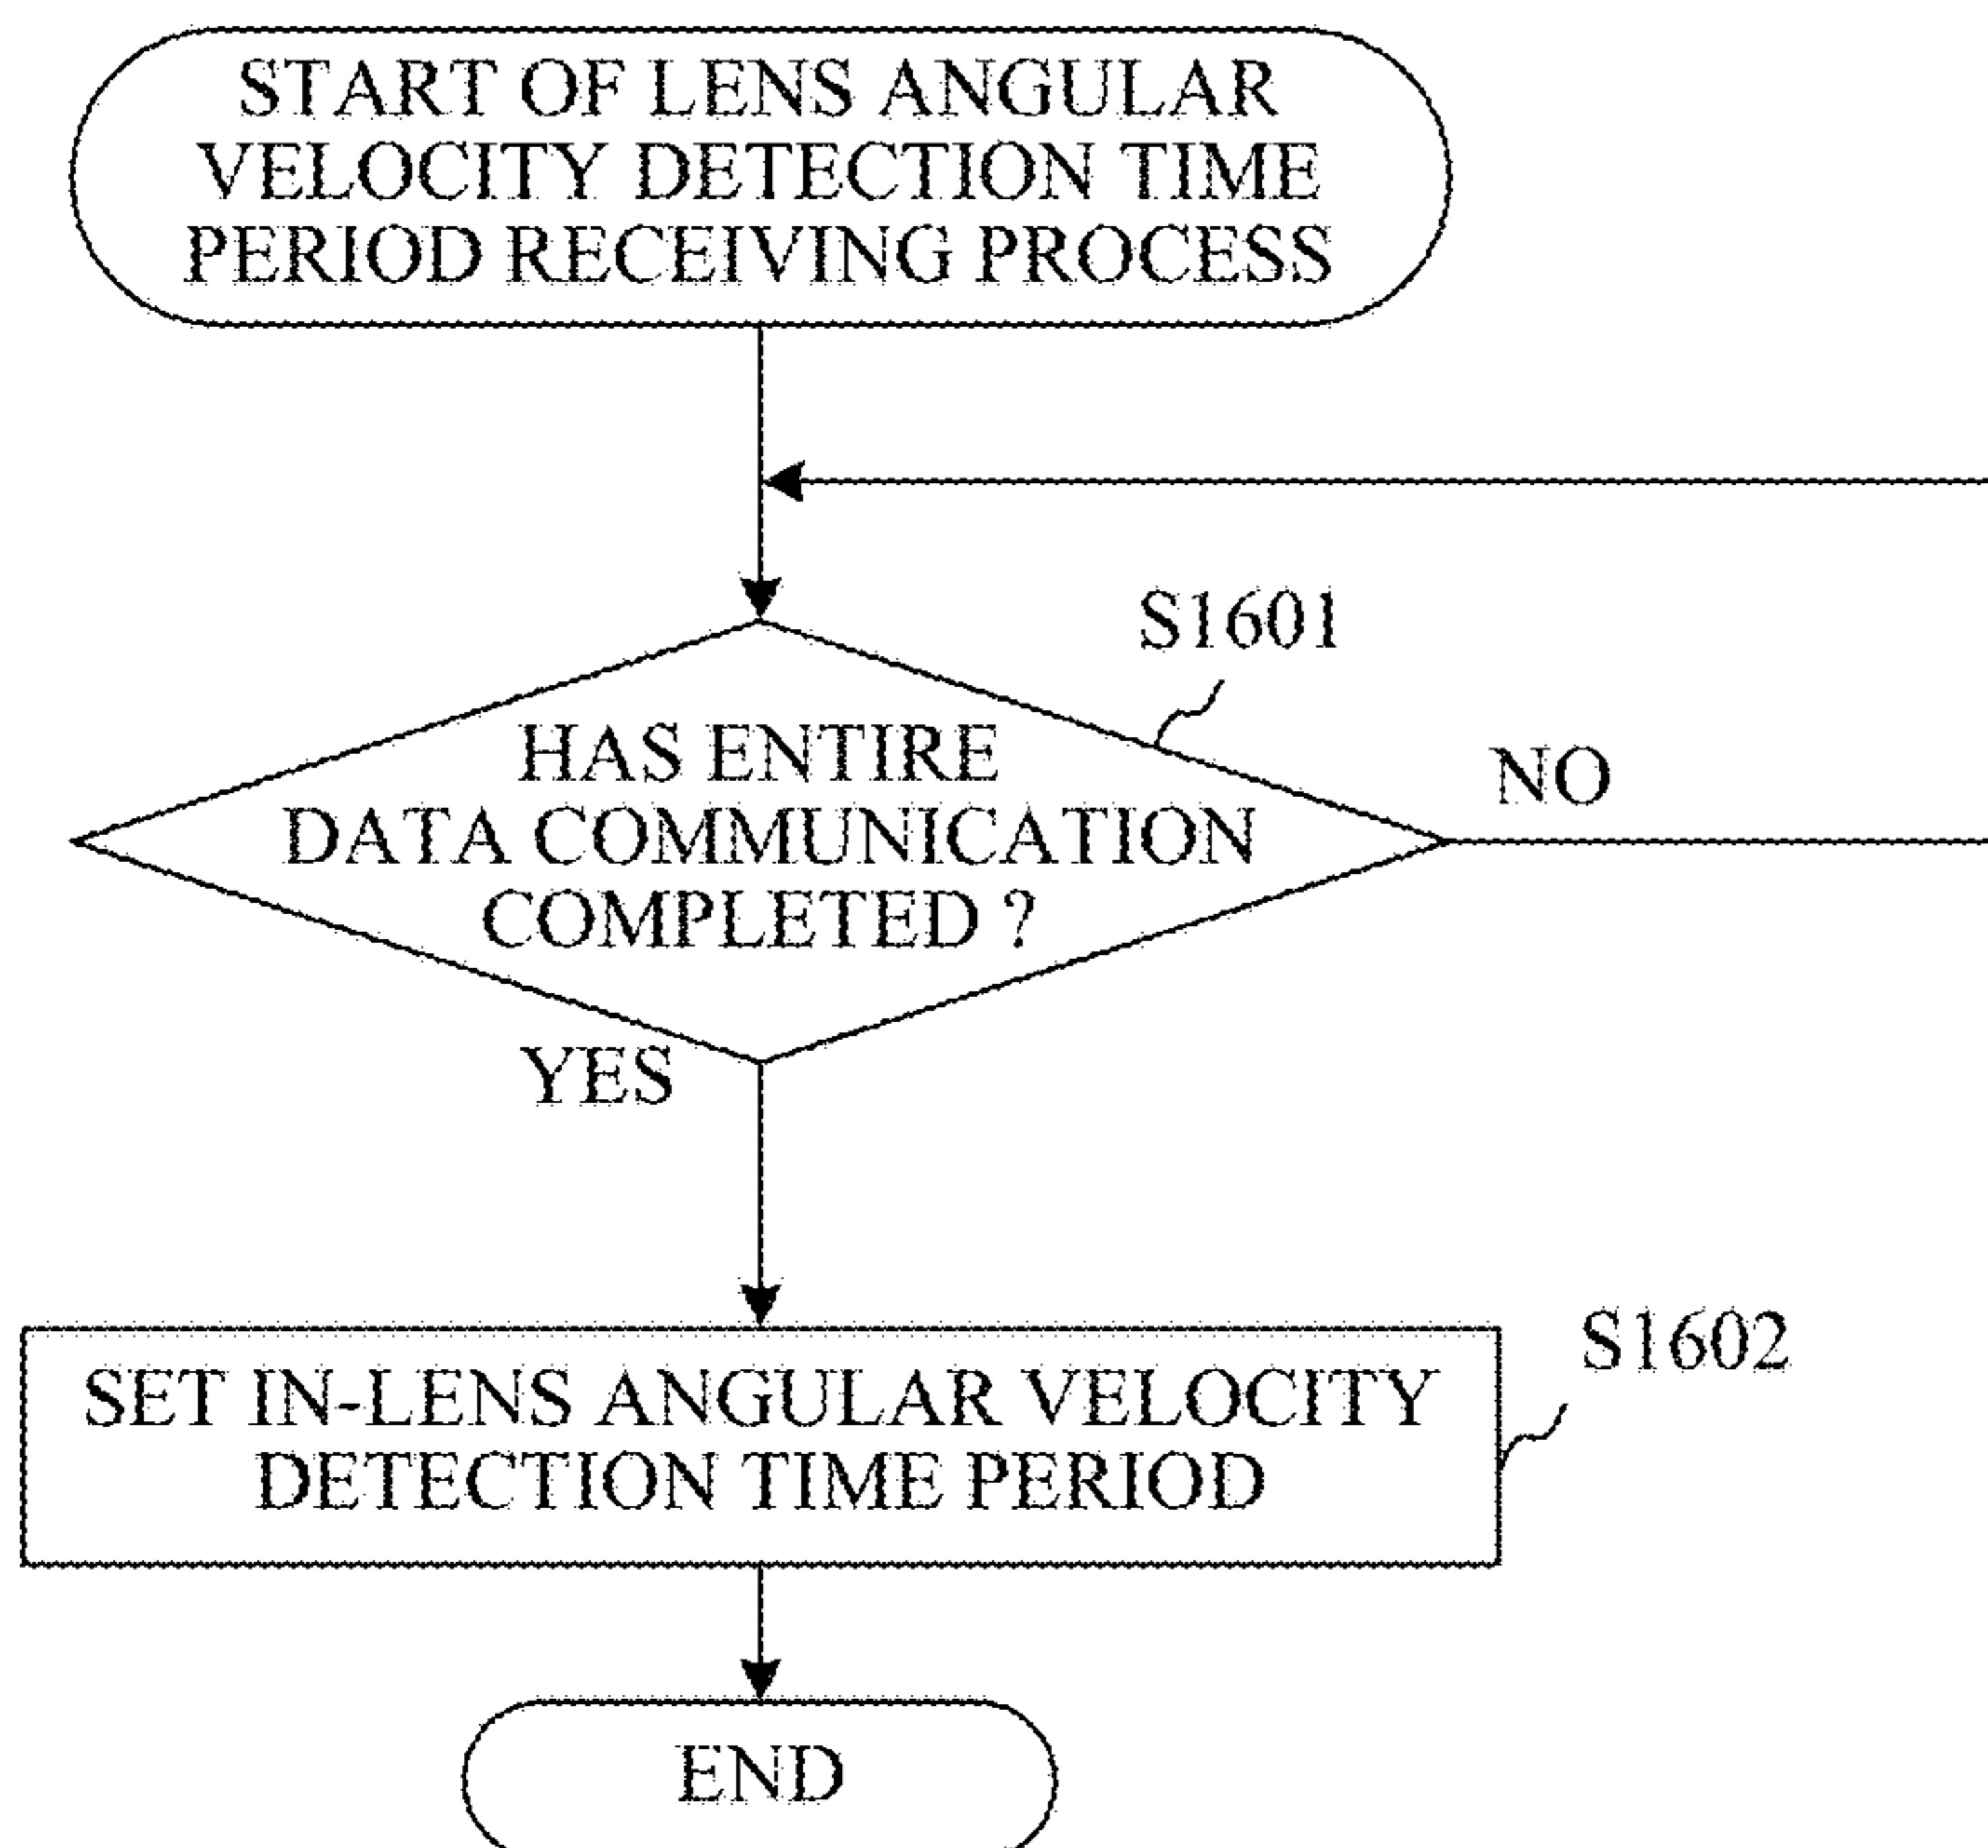 START OF LENS ANGULAR
VELOCITY DETECTION TIME
PERIOD RECEIVING PROCESS
S1601
HAS ENTIRE
DATA COMMUNICATION
COMPLETED ?
NO
YES
S1602
SET IN-LENS ANGULAR VELOCITY
DETECTION TIME PERIOD
END